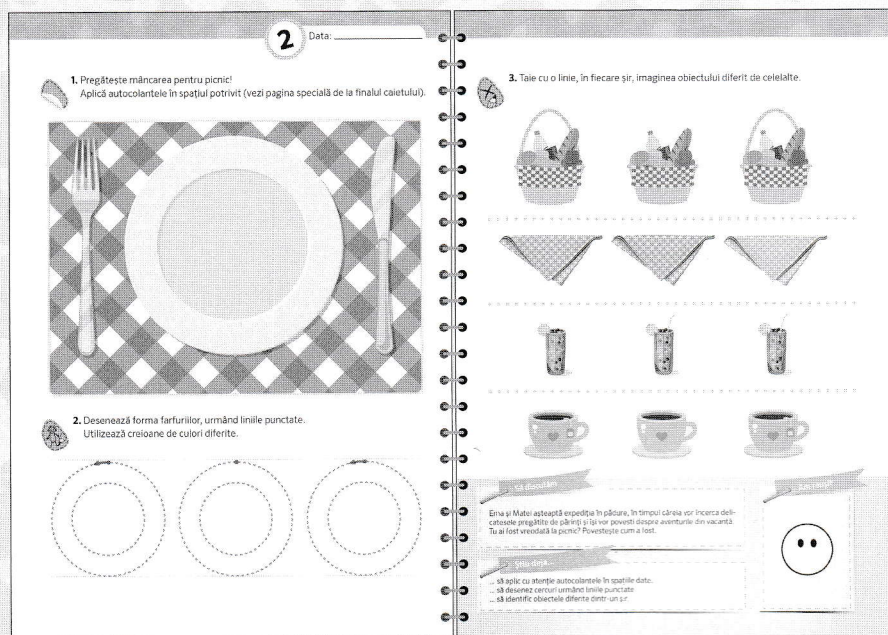 2
Data:
1. Pregătește mâncarea pentru picnic!
Aplică autocolantele în spațiul potrivit (vezi pagina specială de la finalul caietului).
2. Desenează forma farfuriilor, urmând liniile punctate.
Utilizează creioane de culori diferite.
3. Taie cu o linie, în fiecare șir, imaginea obiectului diferit de celelalte.
Ema și Matei așteaptă expediția în pădure, în timpul căreia vor încerca deli-
catesele pregătite de părinți și își vor povesti despre aventurile din vacanță.
Tu ai fost vreodată la picnic? Povestește cum a fost.
Știu deja
... să aplic cu atenție autocolantele în spațiile date.
... să desenez cercuri urmând liniile punctate
... să identific obiectele diferite dintr-un șir